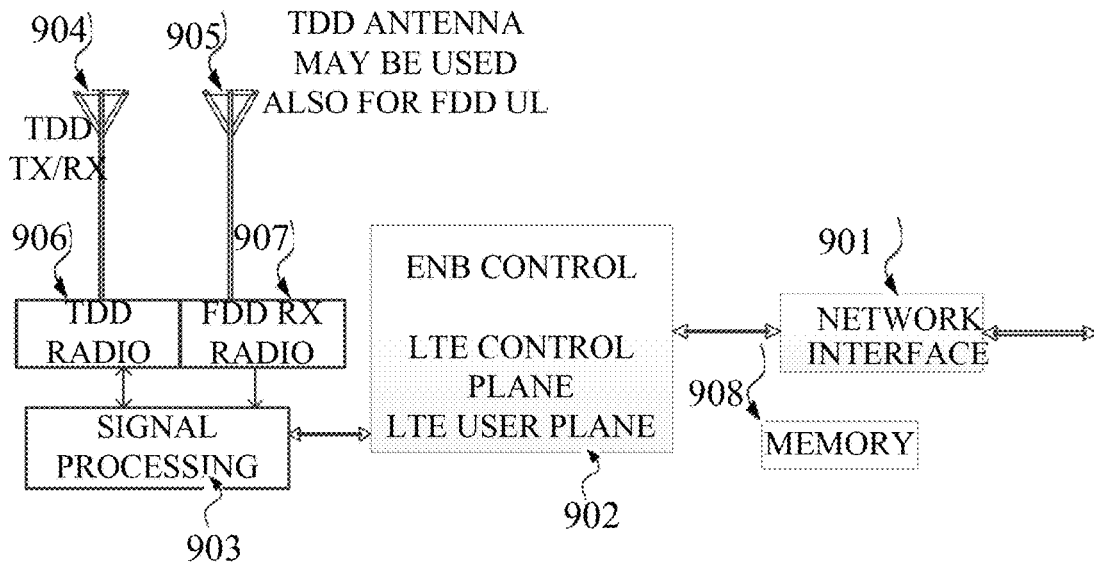 904
905
TDD ANTENNA
MAY BE USED
ALSO FOR FDD UL
TDD
TX/RX
906
907
901
TDD
RADIO
FDD RX
RADIO
ENB CONTROL
LTE CONTROL
PLANE
LTE USER PLANE
NETWORK
INTERFACE
908
MEMORY
SIGNAL
PROCESSING
903
902